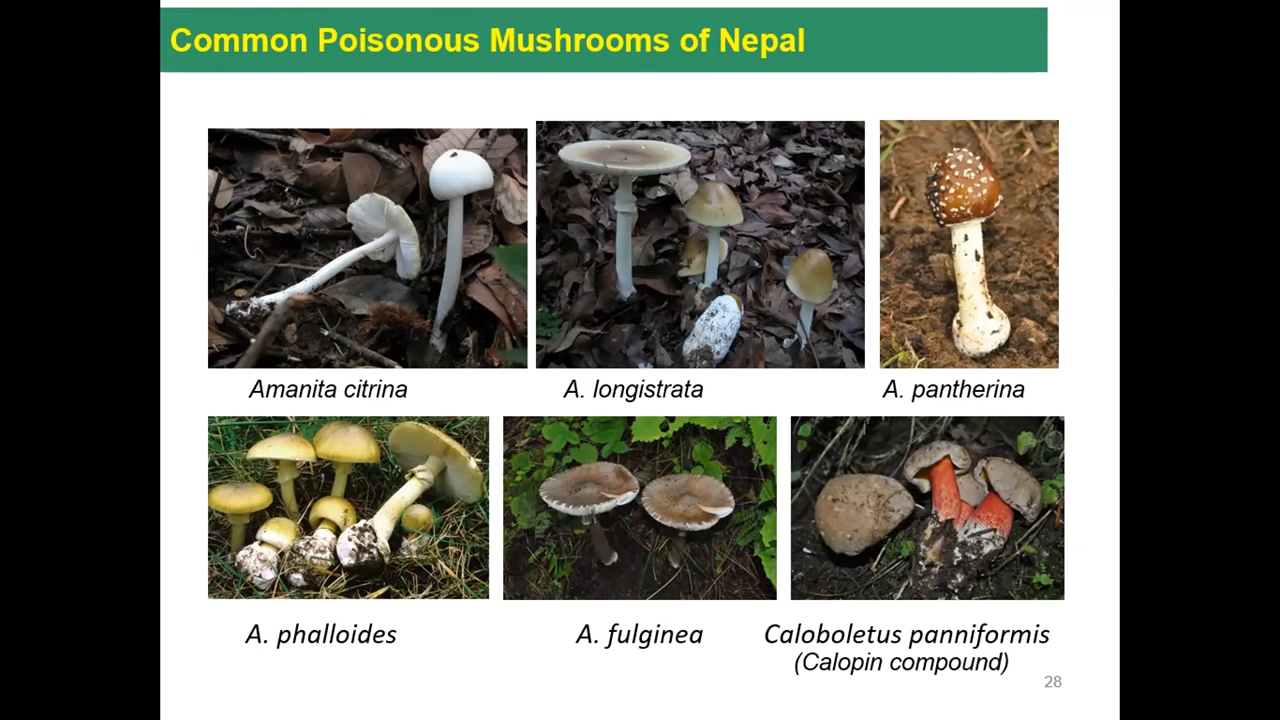 Common Poisonous Mushrooms of Nepal
Amanita citrina
A. longistrata
A. pantherina
A. phalloides
A. fulginea
Caloboletus panniformis
(Calopin compound)
28